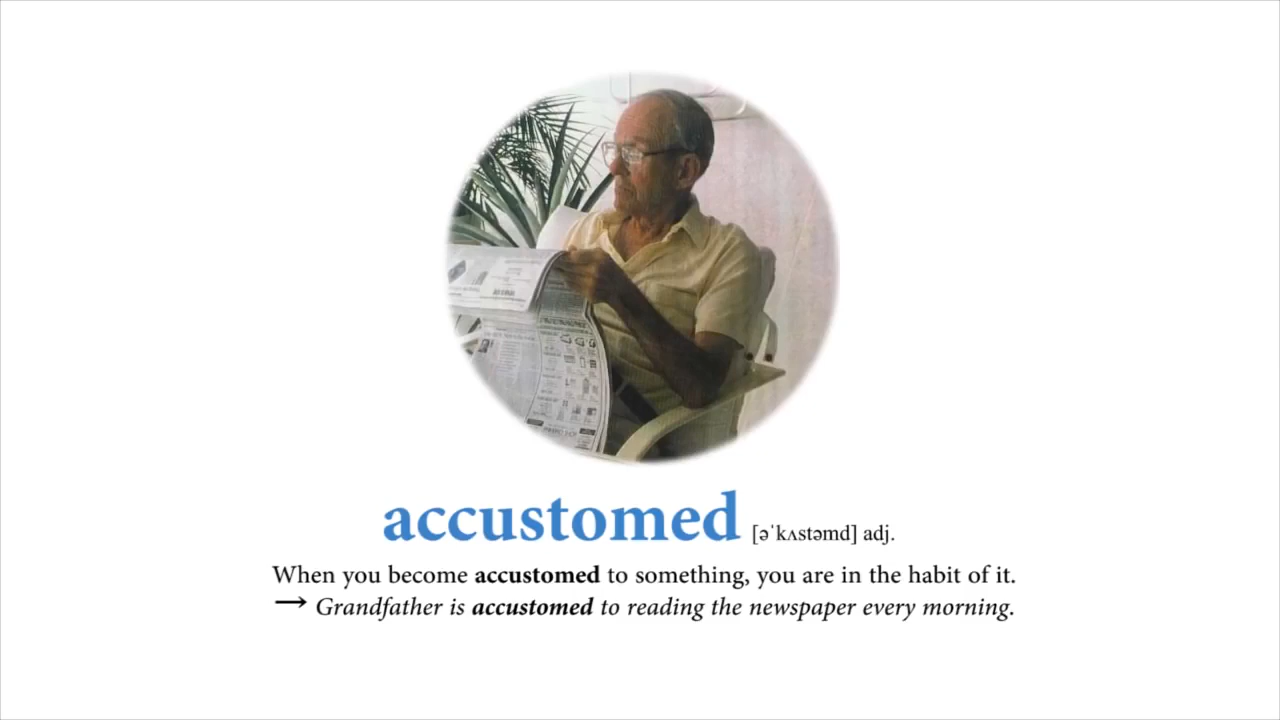 accustomed [əˈkʌstəmd] adj.
When you become accustomed to something, you are in the habit of it.
→ Grandfather is accustomed to reading the newspaper every morning.